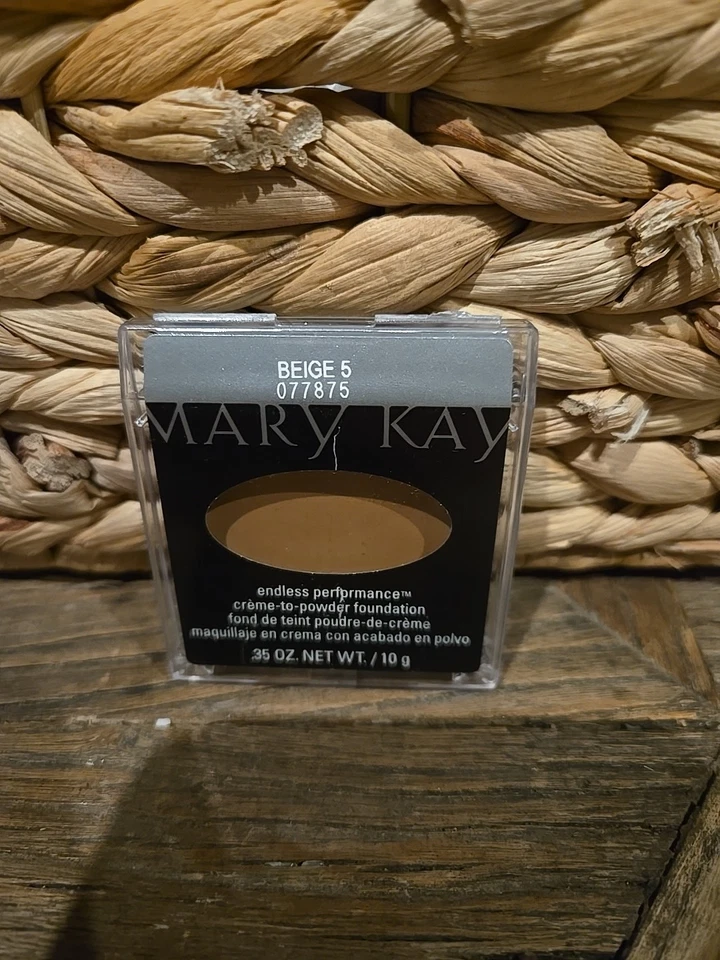 BEIGE 5
077875
MARY KAY
endless performance™
crème-to-powder foundation
fond de teint poudre-de-crème
maquillaje en crema con acabado en polvo
.35 OZ. NET WT. / 10 g